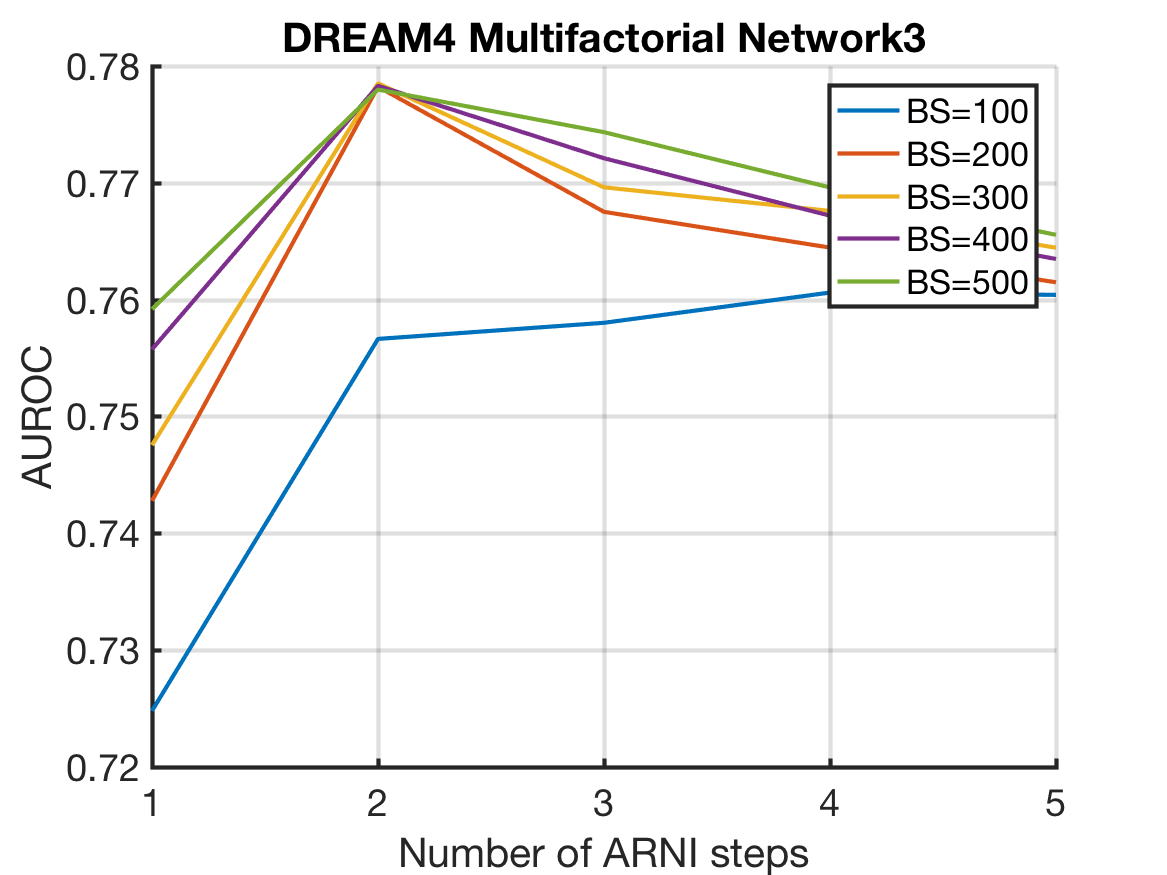 DREAM4 Multifactorial Network3
0.78
0.77
0.76
0.75
0.74
0.73
0.72
AUROC
BS=100
BS=200
BS=300
BS=400
BS=500
1 2 3 4 5
Number of ARNI steps